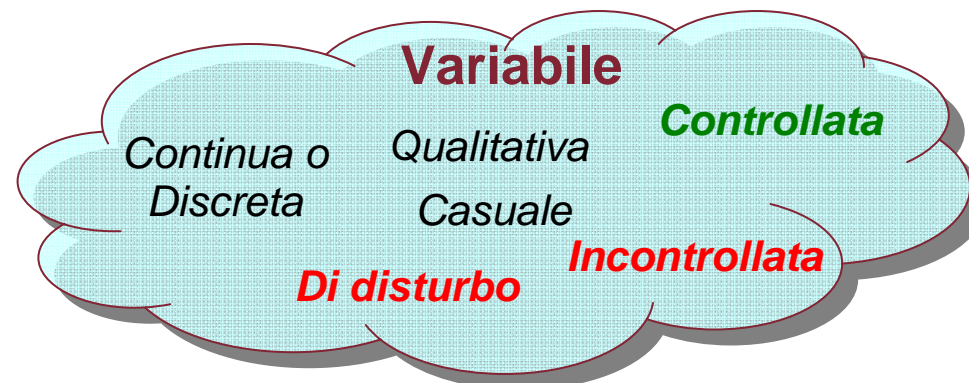 Variabile
Controllata
Continua o
Discreta
Qualitativa
Casuale
Incontrollata
Di disturbo